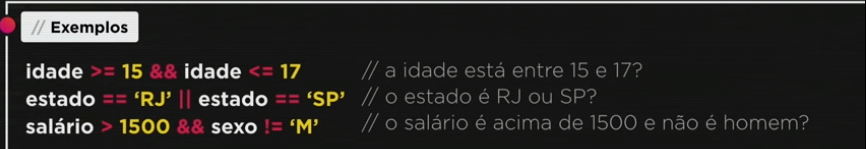 // Exemplos
idade >= 15 && idade <= 17 // a idade está entre 15 e 17?
estado == ‘RJ’ || estado == ‘SP’ // o estado é RJ ou SP?
salário > 1500 && sexo != ‘M’ // o salário é acima de 1500 e não é homem?